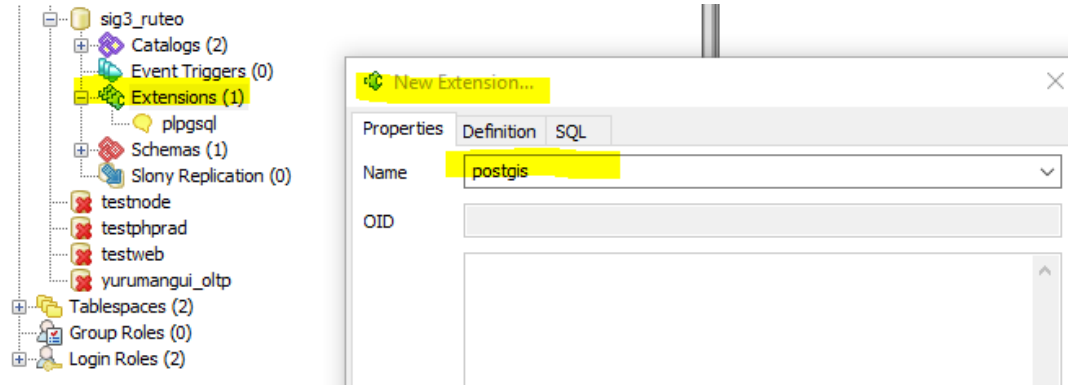 sig3_ruteo
Catalogs (2)
Event Triggers (0)
Extensions (1)
plpgsql
Schemas (1)
Slony Replication (0)
testnode
testphprad
testweb
yurumangui_oltp
Tablespaces (2)
Group Roles (0)
Login Roles (2)
New Extension...
Properties Definition SQL
Name postgis
OID